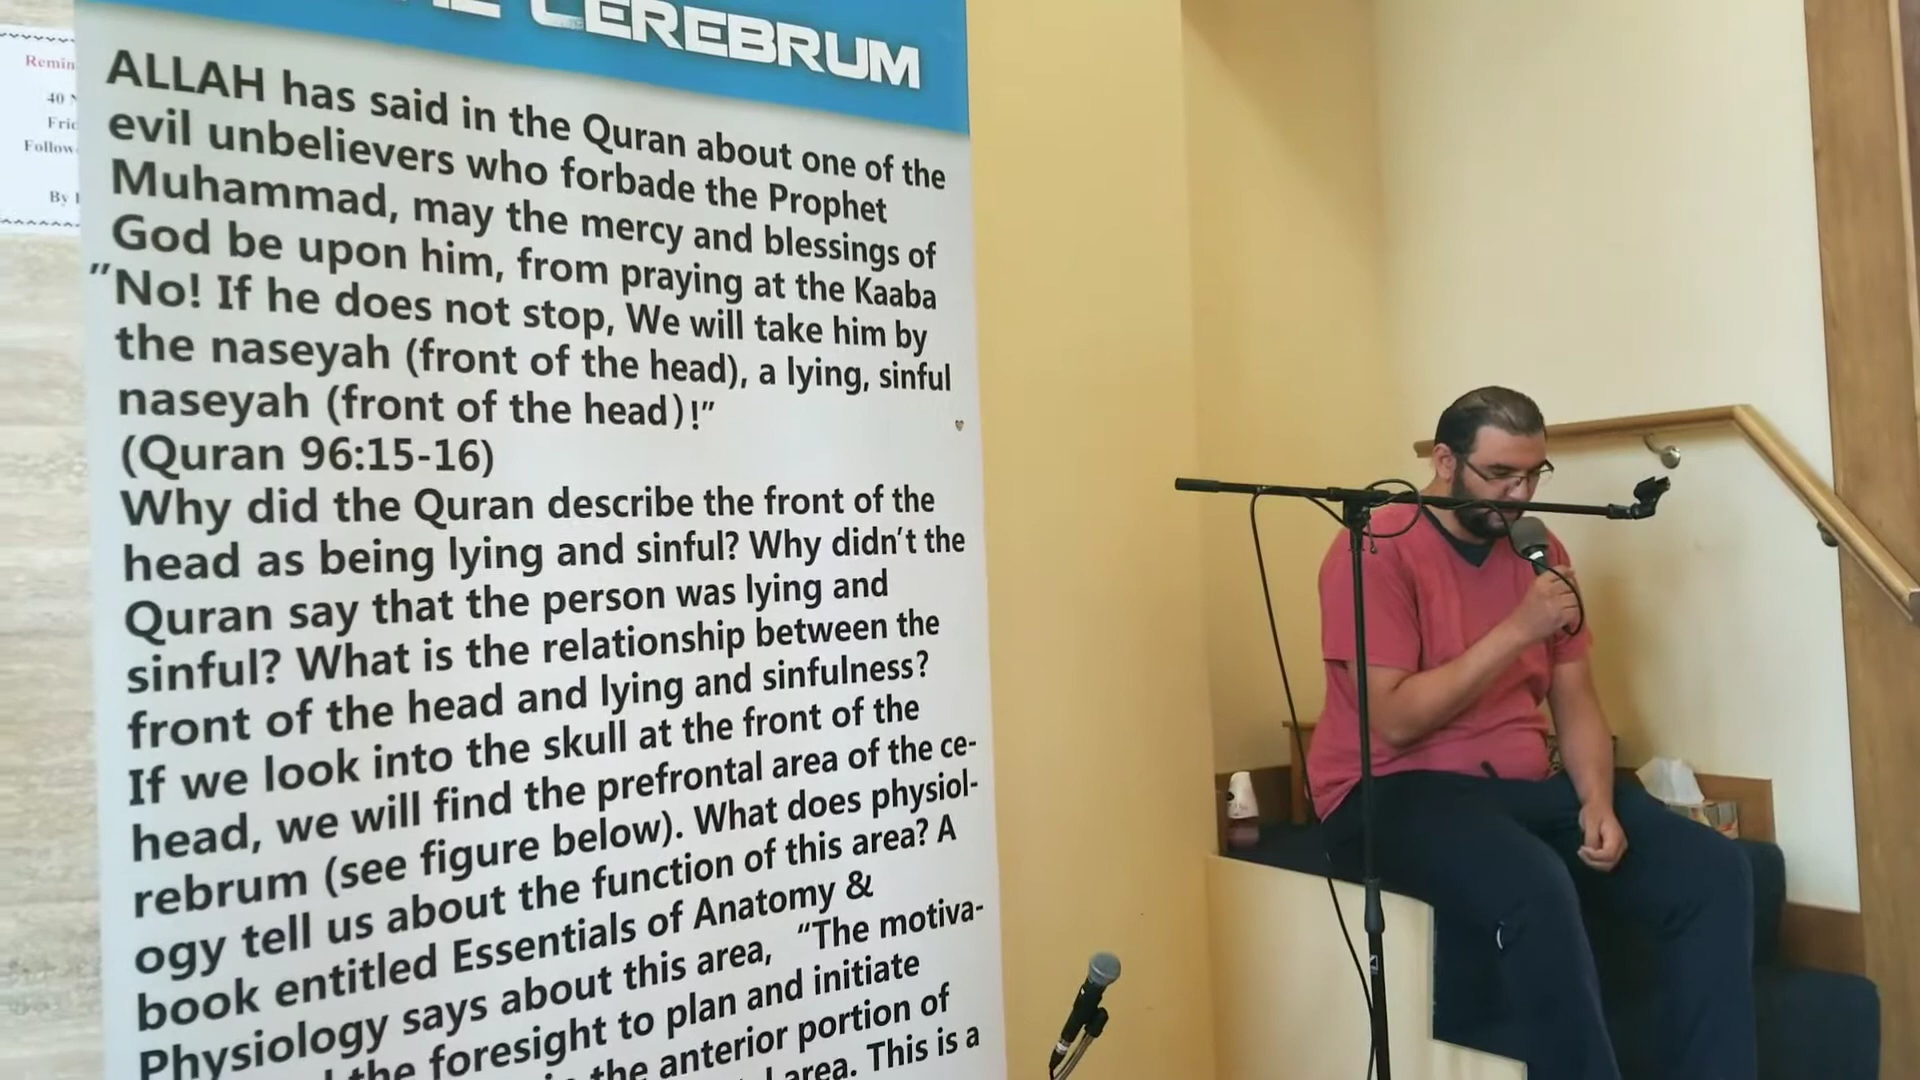 CEREBRUM
ALLAH has said in the Quran about one of the
evil unbelievers who forbade the Prophet
Muhammad, may the mercy and blessings of
God be upon him, from praying at the Kaaba
"No! If he does not stop, We will take him by
the naseyah (front of the head), a lying, sinful
naseyah (front of the head)!"
(Quran 96:15-16)
Why did the Quran describe the front of the
head as being lying and sinful? Why didn't the
Quran say that the person was lying and
sinful? What is the relationship between the
front of the head and lying and sinfulness?
If we look into the skull at the front of the
head, we will find the prefrontal area of the ce-
rebrum (see figure below). What does physiol-
ogy tell us about the function of this area? A
book entitled Essentials of Anatomy &
Physiology says about this area, "The motiva-
the foresight to plan and initiate
the anterior portion of
area. This is a
Remin
40
Frid
Follow
By